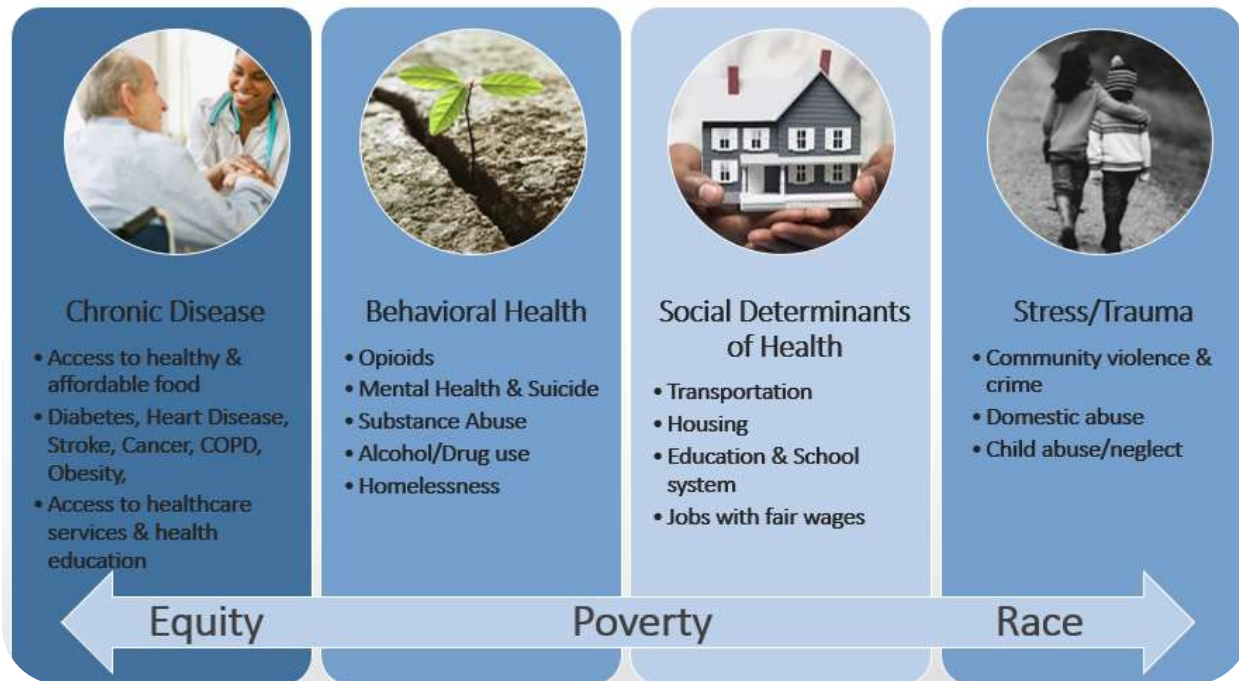 Chronic Disease
• Access to healthy &
affordable food
• Diabetes, Heart Disease,
Stroke, Cancer, COPD,
Obesity,
• Access to healthcare
services & health
education
Behavioral Health
• Opioids
• Mental Health & Suicide
• Substance Abuse
• Alcohol/Drug use
• Homelessness
Social Determinants
of Health
• Transportation
• Housing
• Education & School
system
• Jobs with fair wages
Stress/Trauma
• Community violence &
crime
• Domestic abuse
• Child abuse/neglect
Equity
Poverty
Race